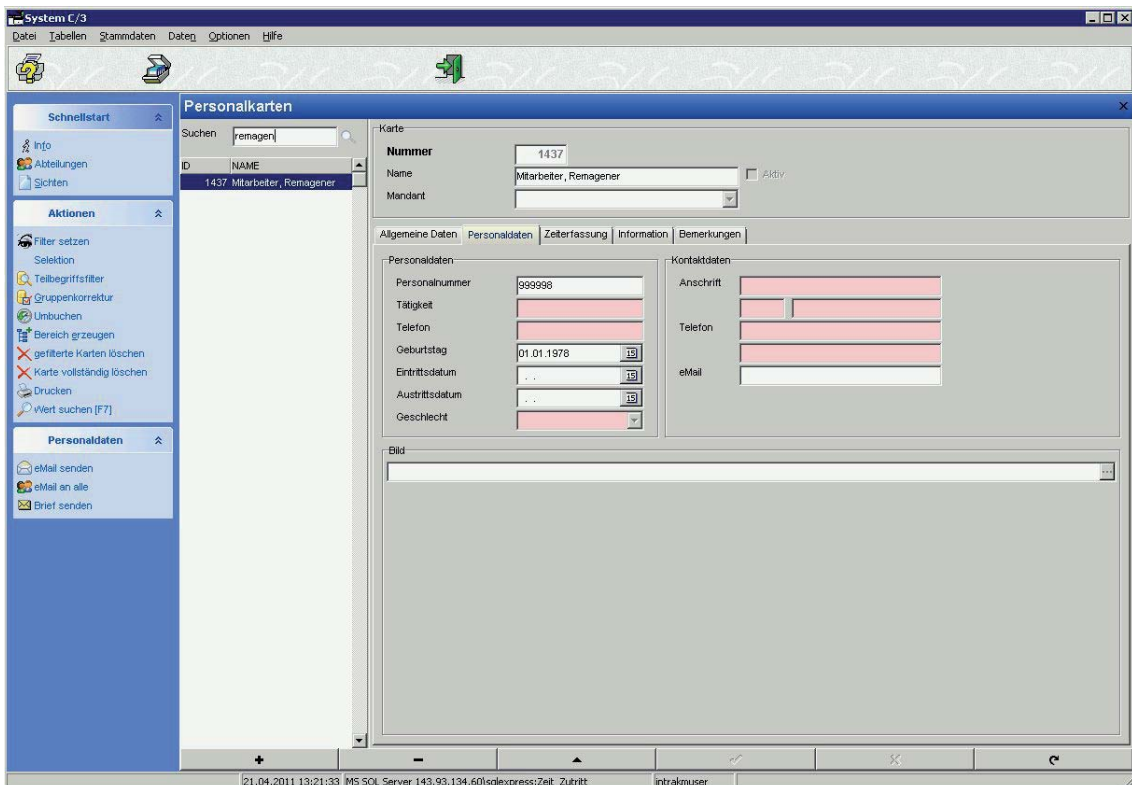 System C/3
Datei Tabellen Stammdaten Daten Optionen Hilfe
Personalkarten
Schnellstart
Info
Abteilungen
Sichten
Aktionen
Filter setzen
Selektion
Teilbegriffsfilter
Gruppenkorrektur
Umbuchen
Bereich erzeugen
gefilterte Karten löschen
Karte vollständig löschen
Drucken
Wert suchen [F7]
Personaldaten
eMail senden
eMail an alle
Brief senden
Suchen remagen
ID NAME
1437 Mitarbeiter, Remagener
Karte
Nummer 1437
Name Mitarbeiter, Remagener Aktiv
Mandant
Allgemeine Daten Personaldaten Zeiterfassung Information Bemerkungen
Personaldaten
Personalnummer 999998
Tätigkeit
Telefon
Geburtstag 01.01.1978 15
Eintrittsdatum . . 15
Austrittsdatum . . 15
Geschlecht
Kontaktdaten
Anschrift
Telefon
eMail
Bild
...
21.04.2011 13:21:33 MS SQL Server 143.93.134.60\sqlexpress:Zeit_Zutritt intrakmuser